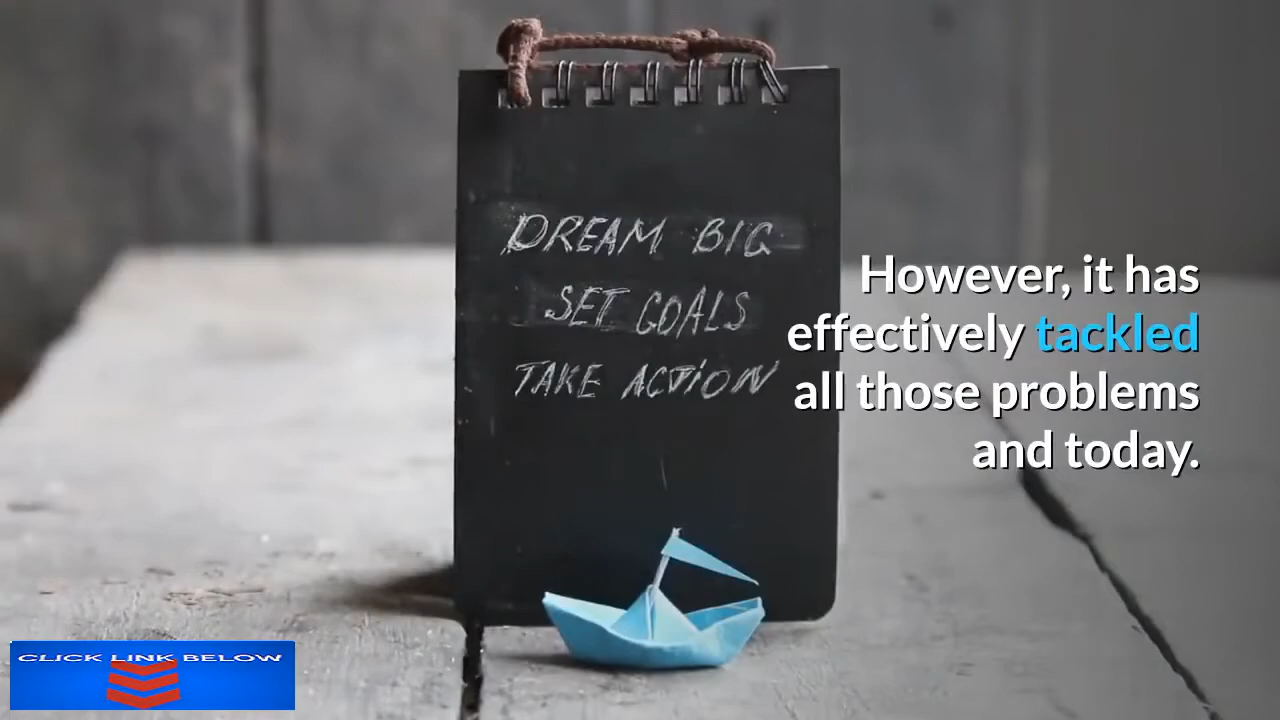 DREAM BIG
SET GOALS
TAKE ACTION
However, it has
effectively tackled
all those problems
and today.
CLICK LINK BELOW